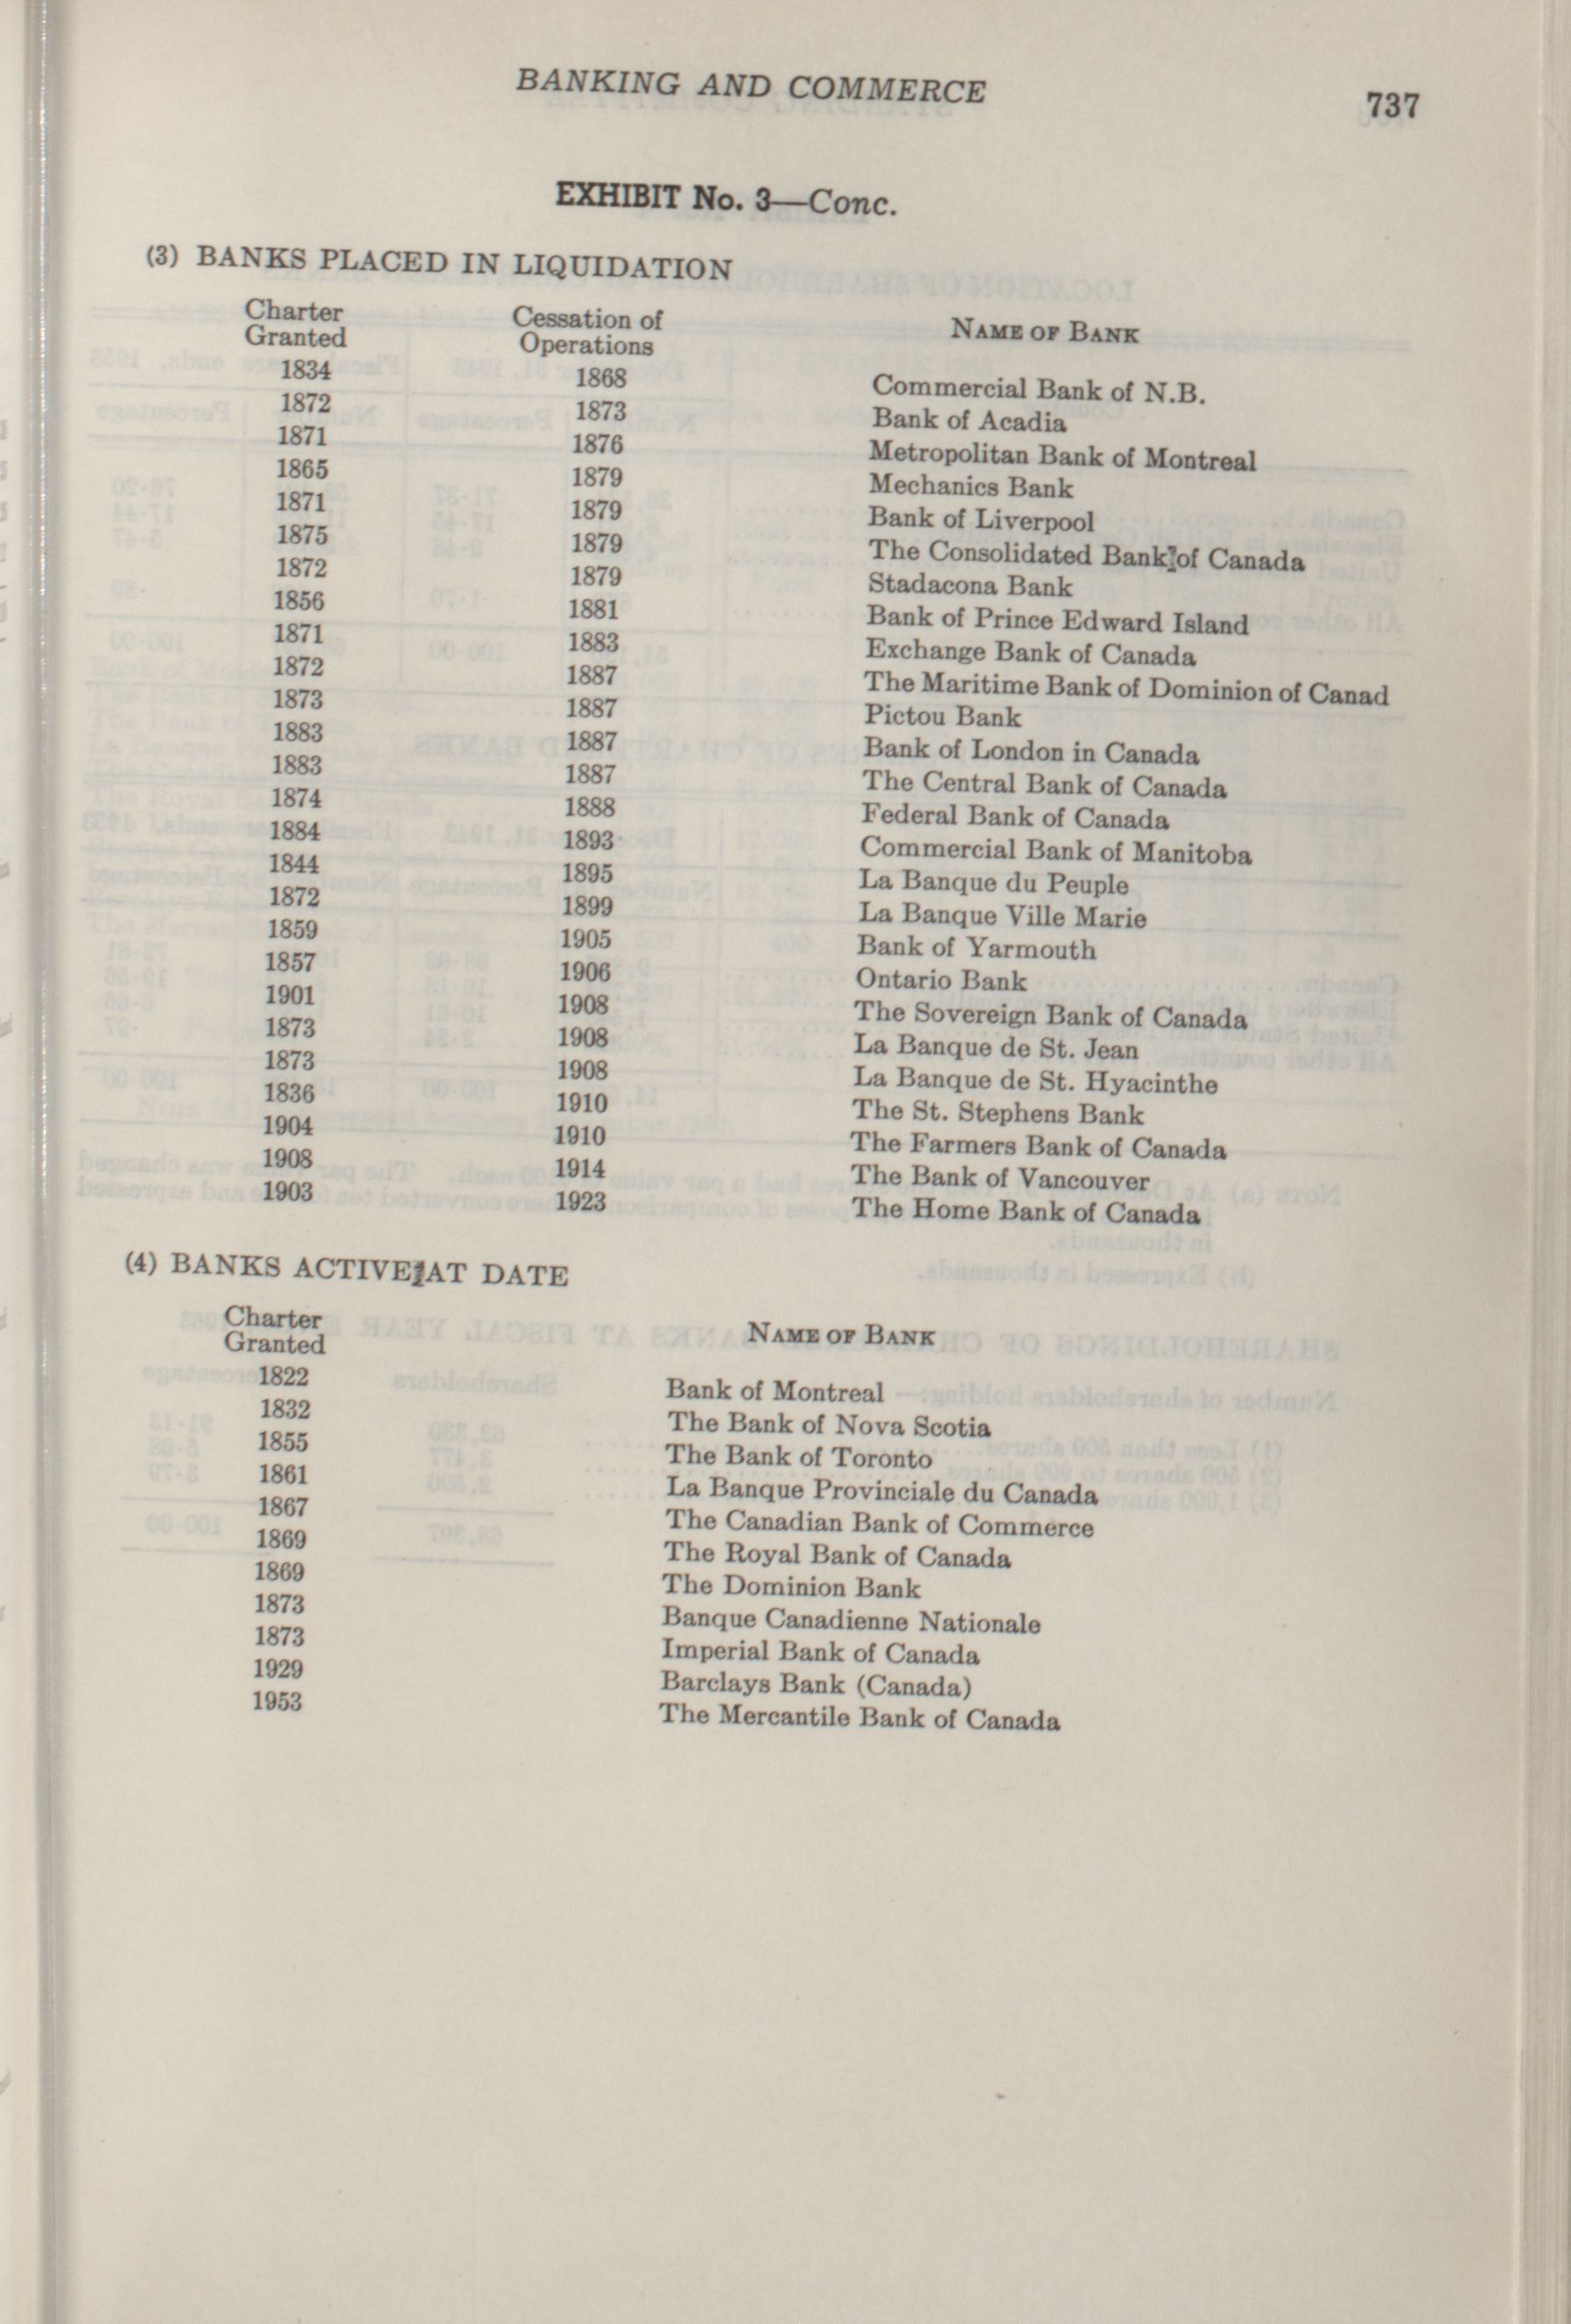 BANKING AND COMMERCE 737
EXHIBIT No. 3—Conc.
(3) BANKS PLACED IN LIQUIDATION
Charter Granted Cessation of Operations NAME OF BANK
1834 1868 Commercial Bank of N.B.
1872 1873 Bank of Acadia
1871 1876 Metropolitan Bank of Montreal
1865 1879 Mechanics Bank
1871 1879 Bank of Liverpool
1875 1879 The Consolidated Bank of Canada
1872 1879 Stadacona Bank
1856 1881 Bank of Prince Edward Island
1871 1883 Exchange Bank of Canada
1872 1887 The Maritime Bank of Dominion of Canad
1873 1887 Pictou Bank
1883 1887 Bank of London in Canada
1883 1887 The Central Bank of Canada
1874 1888 Federal Bank of Canada
1884 1893 Commercial Bank of Manitoba
1844 1895 La Banque du Peuple
1872 1899 La Banque Ville Marie
1859 1905 Bank of Yarmouth
1857 1906 Ontario Bank
1901 1908 The Sovereign Bank of Canada
1873 1908 La Banque de St. Jean
1873 1908 La Banque de St. Hyacinthe
1836 1910 The St. Stephens Bank
1904 1910 The Farmers Bank of Canada
1908 1914 The Bank of Vancouver
1903 1923 The Home Bank of Canada
(4) BANKS ACTIVE AT DATE
Charter Granted NAME OF BANK
1822 Bank of Montreal
1832 The Bank of Nova Scotia
1855 The Bank of Toronto
1861 La Banque Provinciale du Canada
1867 The Canadian Bank of Commerce
1869 The Royal Bank of Canada
1869 The Dominion Bank
1873 Banque Canadienne Nationale
1873 Imperial Bank of Canada
1929 Barclays Bank (Canada)
1953 The Mercantile Bank of Canada